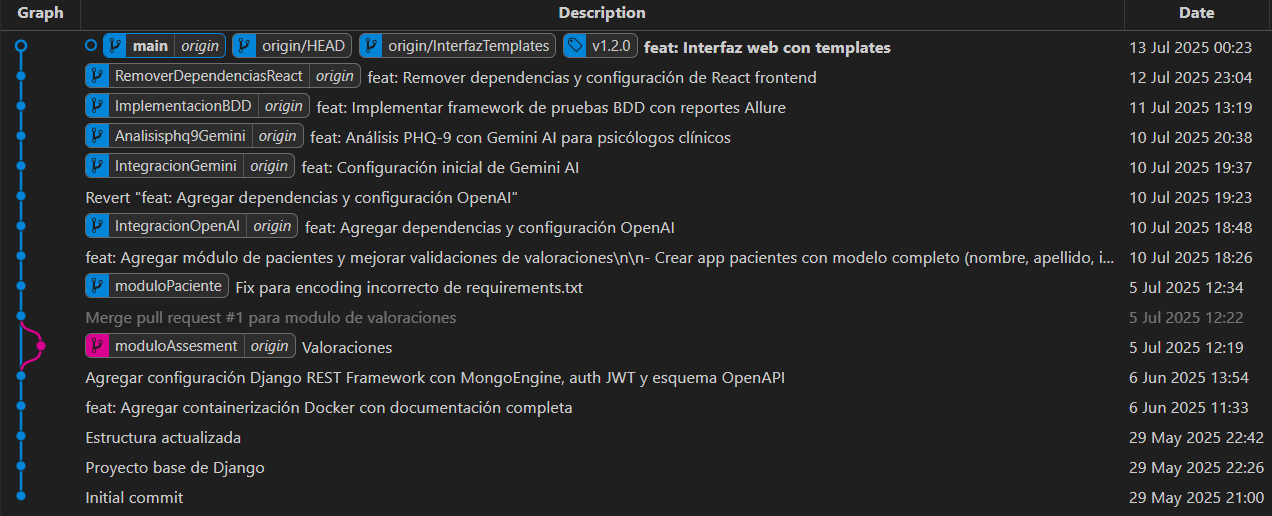 Graph Description Date
main origin origin/HEAD origin/InterfazTemplates v1.2.0 feat: Interfaz web con templates 13 Jul 2025 00:23
RemoverDependenciasReact origin feat: Remover dependencias y configuración de React frontend 12 Jul 2025 23:04
ImplementacionBDD origin feat: Implementar framework de pruebas BDD con reportes Allure 11 Jul 2025 13:19
Analisisphq9Gemini origin feat: Análisis PHQ-9 con Gemini AI para psicólogos clínicos 10 Jul 2025 20:38
IntegracionGemini origin feat: Configuración inicial de Gemini AI 10 Jul 2025 19:37
Revert "feat: Agregar dependencias y configuración OpenAI" 10 Jul 2025 19:23
IntegracionOpenAI origin feat: Agregar dependencias y configuración OpenAI 10 Jul 2025 18:48
feat: Agregar módulo de pacientes y mejorar validaciones de valoraciones\n\n- Crear app pacientes con modelo completo (nombre, apellido, i... 10 Jul 2025 18:26
moduloPaciente Fix para encoding incorrecto de requirements.txt 5 Jul 2025 12:34
Merge pull request #1 para modulo de valoraciones 5 Jul 2025 12:22
moduloAssesment origin Valoraciones 5 Jul 2025 12:19
Agregar configuración Django REST Framework con MongoEngine, auth JWT y esquema OpenAPI 6 Jun 2025 13:54
feat: Agregar containerización Docker con documentación completa 6 Jun 2025 11:33
Estructura actualizada 29 May 2025 22:42
Proyecto base de Django 29 May 2025 22:26
Initial commit 29 May 2025 21:00